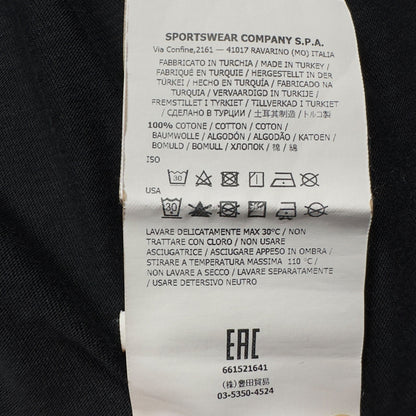 SPORTSWEAR COMPANY S.P.A.
Via Confine,2161 — 41017 RAVARINO (MO) ITALIA
FABBRICATO IN TURCHIA / MADE IN TURKEY /
FABRIQUÉ EN TURQUIE / HERGESTELLT IN DER
TÜRKEI / HECHO EN TURQUÍA / FABRICADO NA
TURQUIA / VERVAARDIGD IN TURKIJE /
FREMSTILLET I TYRKIET / TILLVERKAD I TURKIET
/ СДЕЛАНО В ТУРЦИИ / 土耳其製造 / トルコ製
100% COTONE / COTTON / COTON /
BAUMWOLLE / ALGODÓN / ALGODÃO / KATOEN /
BOMULD / BOMULL / ХЛОПОК / 棉 / 綿
ISO
30
USA
30
LAVARE DELICATAMENTE MAX 30°C / NON
TRATTARE CON CLORO / NON USARE
ASCIUGATRICE / ASCIUGARE APPESO IN OMBRA /
STIRARE A TEMPERATURA MASSIMA 110 °C /
NON LAVARE A SECCO / LAVARE SEPARATAMENTE
/ USARE DETERSIVO NEUTRO
EAC
661521641
(株) 豊田貿易
03-5350-4524